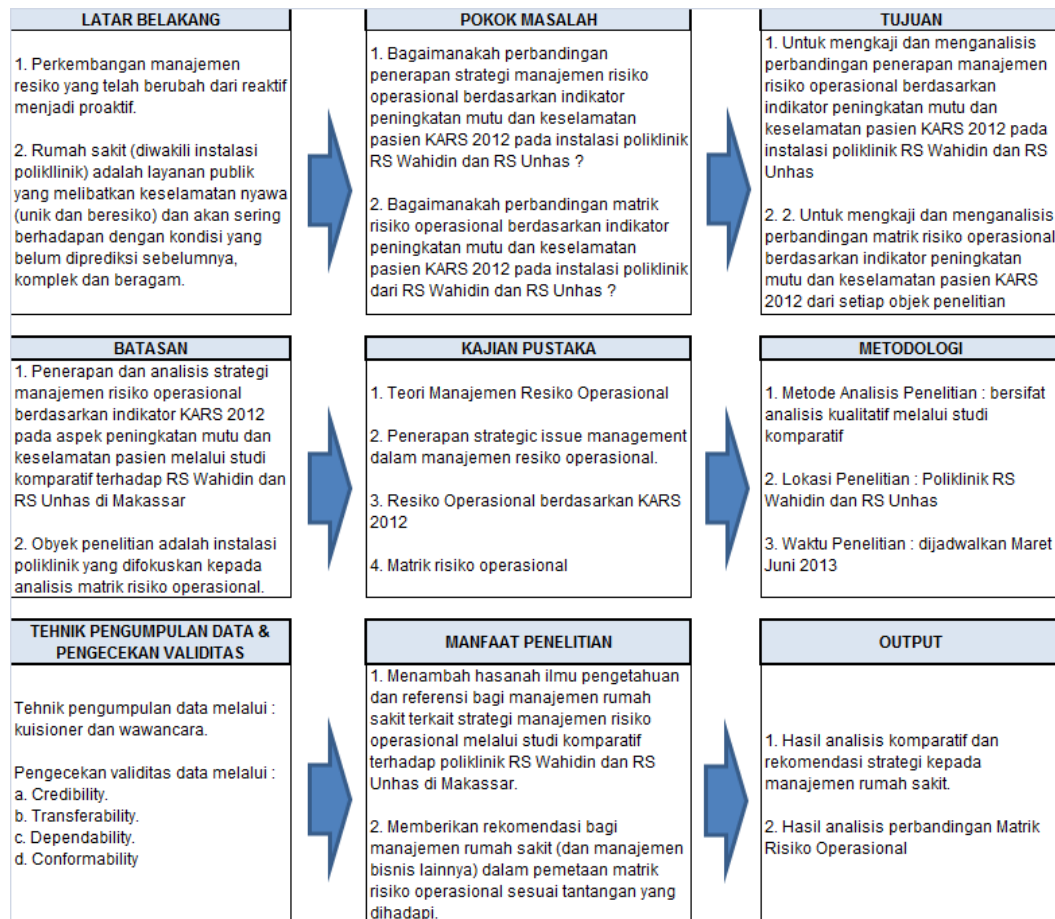 LATAR BELAKANG
1. Perkembangan manajemen
resiko yang telah berubah dari reaktif
menjadi proaktif.
2. Rumah sakit (diwakili instalasi
polikllinik) adalah layanan publik
yang melibatkan keselamatan nyawa
(unik dan beresiko) dan akan sering
berhadapan dengan kondisi yang
belum diprediksi sebelumnya,
komplek dan beragam.
POKOK MASALAH
1. Bagaimanakah perbandingan
penerapan strategi manajemen risiko
operasional berdasarkan indikator
peningkatan mutu dan keselamatan
pasien KARS 2012 pada instalasi poliklinik
RS Wahidin dan RS Unhas ?
2. Bagaimanakah perbandingan matrik
risiko operasional berdasarkan indikator
peningkatan mutu dan keselamatan
pasien KARS 2012 pada instalasi poliklinik
dari RS Wahidin dan RS Unhas ?
TUJUAN
1. Untuk mengkaji dan menganalisis
perbandingan penerapan manajemen
risiko operasional berdasarkan
indikator peningkatan mutu dan
keselamatan pasien KARS 2012 pada
instalasi poliklinik RS Wahidin dan RS
Unhas
2. 2. Untuk mengkaji dan menganalisis
perbandingan matrik risiko operasional
berdasarkan indikator peningkatan
mutu dan keselamatan pasien KARS
2012 dari setiap objek penelitian
BATASAN
1. Penerapan dan analisis strategi
manajemen risiko operasional
berdasarkan indikator KARS 2012
pada aspek peningkatan mutu dan
keselamatan pasien melalui studi
komparatif terhadap RS Wahidin dan
RS Unhas di Makassar
2. Obyek penelitian adalah instalasi
poliklinik yang difokuskan kepada
analisis matrik risiko operasional.
KAJIAN PUSTAKA
1. Teori Manajemen Resiko Operasional
2. Penerapan strategic issue management
dalam manajemen resiko operasional.
3. Resiko Operasional berdasarkan KARS
2012
4. Matrik risiko operasional
METODOLOGI
1. Metode Analisis Penelitian : bersifat
analisis kualitatif melalui studi
komparatif
2. Lokasi Penelitian : Poliklinik RS
Wahidin dan RS Unhas
3. Waktu Penelitian : dijadwalkan Maret
Juni 2013
TEHNIK PENGUMPULAN DATA &
PENGECEKAN VALIDITAS
Tehnik pengumpulan data melalui :
kuisioner dan wawancara.
Pengecekan validitas data melalui :
a. Credibility.
b. Transferability.
c. Dependability.
d. Conformability
MANFAAT PENELITIAN
1. Menambah hasanah ilmu pengetahuan
dan referensi bagi manajemen rumah
sakit terkait strategi manajemen risiko
operasional melalui studi komparatif
terhadap poliklinik RS Wahidin dan RS
Unhas di Makassar.
2. Memberikan rekomendasi bagi
manajemen rumah sakit (dan manajemen
bisnis lainnya) dalam pemetaan matrik
risiko operasional sesuai tantangan yang
dihadapi.
OUTPUT
1. Hasil analisis komparatif dan
rekomendasi strategi kepada
manajemen rumah sakit.
2. Hasil analisis perbandingan Matrik
Risiko Operasional